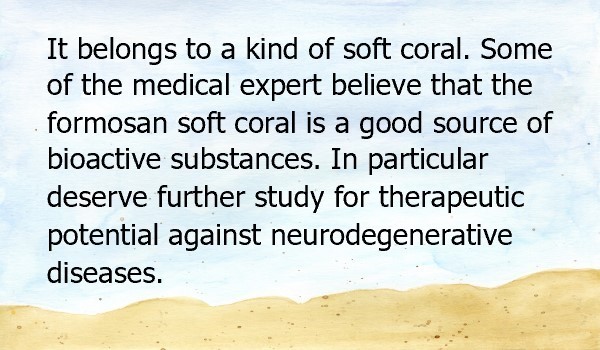 It belongs to a kind of soft coral. Some
of the medical expert believe that the
formosan soft coral is a good source of
bioactive substances. In particular
deserve further study for therapeutic
potential against neurodegenerative
diseases.